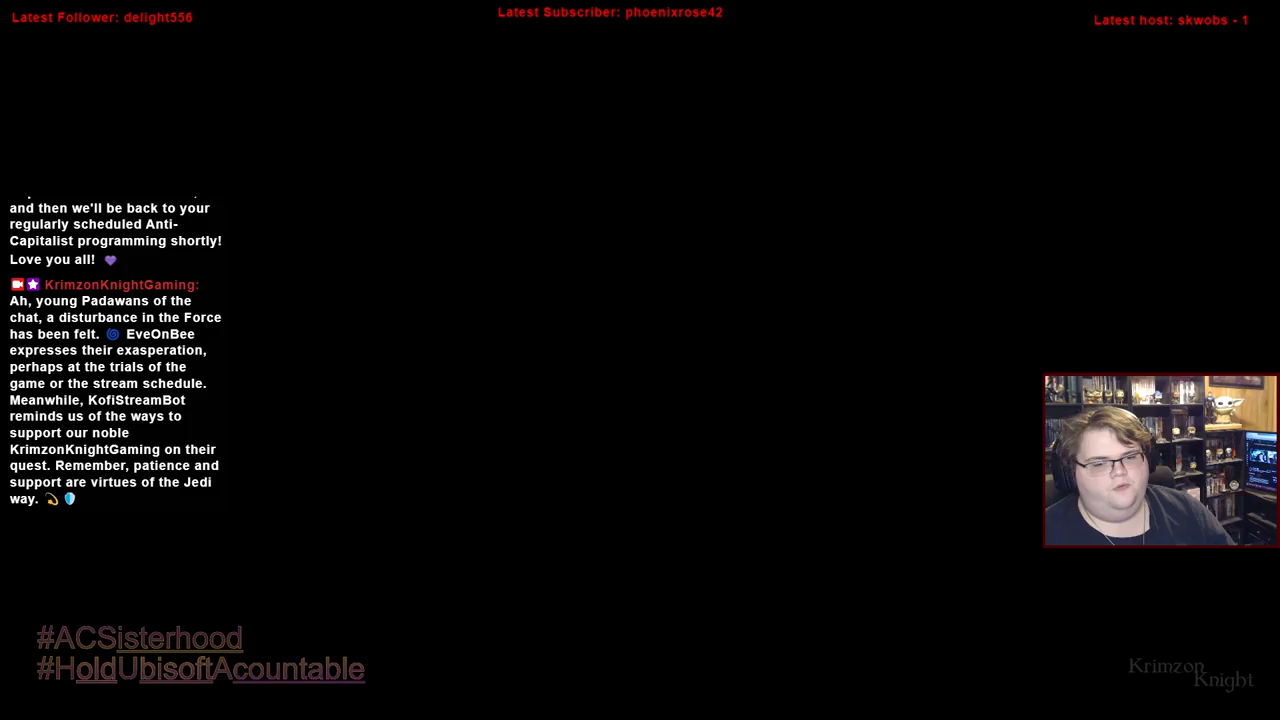 Latest Follower: delight556
Latest Subscriber: phoenixrose42
Latest host: skwobs - 1
and then we'll be back to your
regularly scheduled Anti-
Capitalist programming shortly!
Love you all! 💜
KrimzonKnightGaming:
Ah, young Padawans of the
chat, a disturbance in the Force
has been felt. 🌀 EveOnBee
expresses their exasperation,
perhaps at the trials of the
game or the stream schedule.
Meanwhile, KofiStreamBot
reminds us of the ways to
support our noble
KrimzonKnightGaming on their
quest. Remember, patience and
support are virtues of the Jedi
way. 💫🛡️
#ACSisterhood
#HoldUbisoftAcountable
Krimzon
Knight